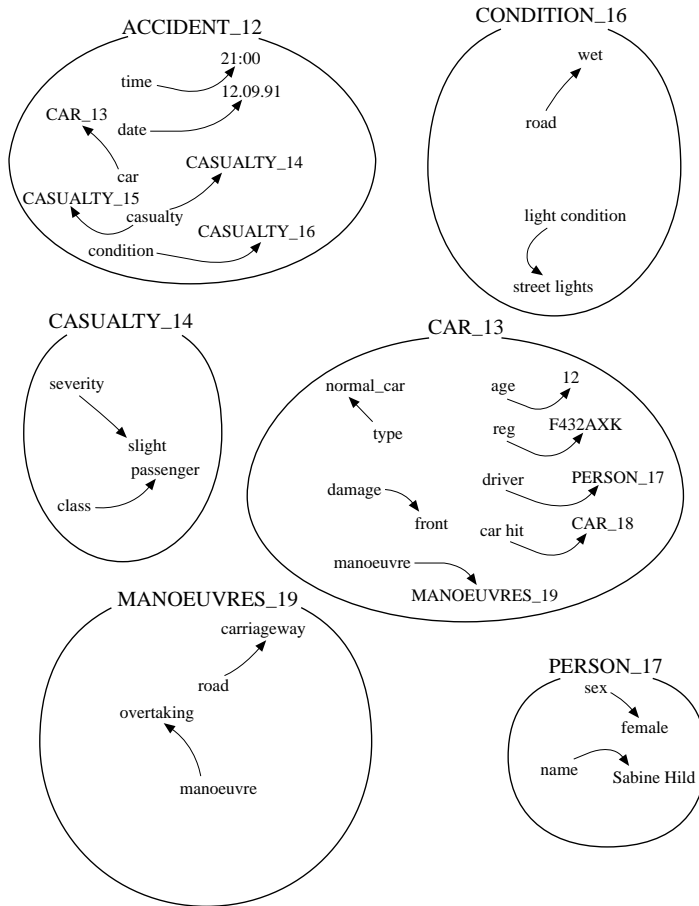 ACCIDENT_12
21:00
time
12.09.91
CAR_13
date
car
CASUALTY_14
CASUALTY_15
casualty
CASUALTY_16
condition
CONDITION_16
wet
road
light condition
street lights
CASUALTY_14
severity
slight
passenger
class
CAR_13
normal_car
type
damage
front
manoeuvre
MANOEUVRES_19
age
12
reg
F432AXK
driver
PERSON_17
car hit
CAR_18
MANOEUVRES_19
carriageway
road
overtaking
manoeuvre
PERSON_17
sex
female
name
Sabine Hild